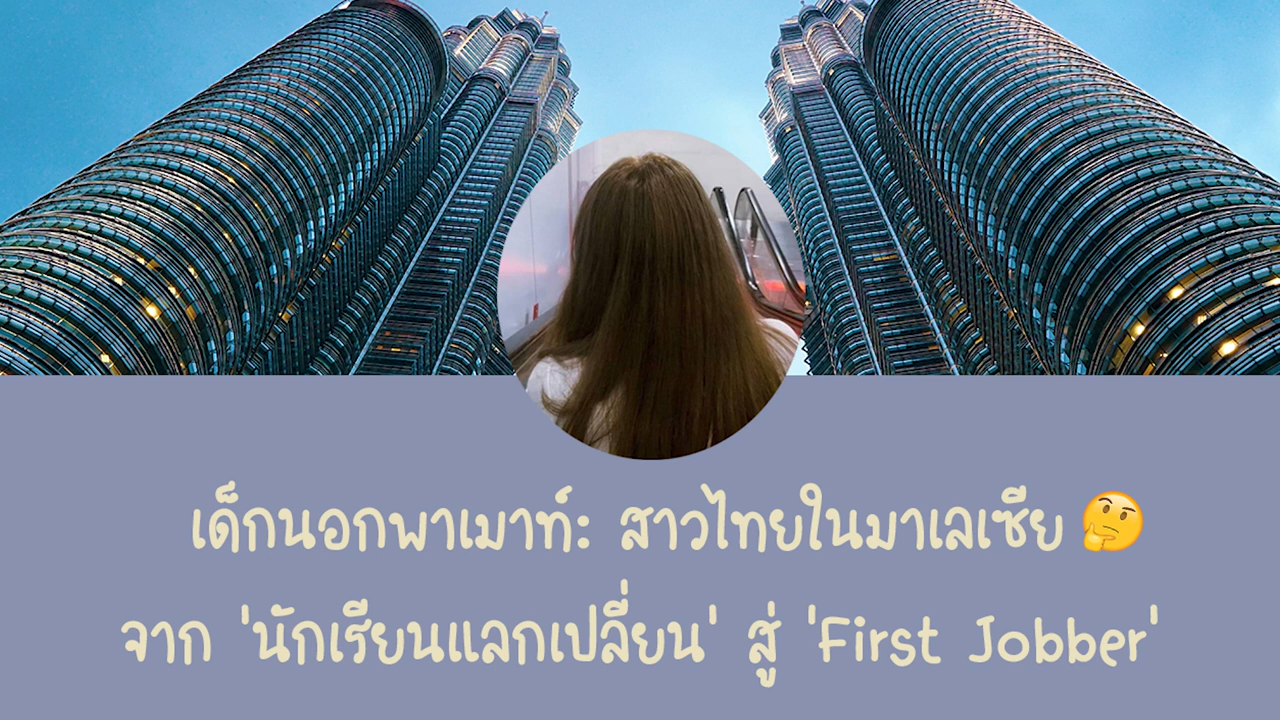 เด็กนอกพาเมาท์: สาวไทยในมาเลเซีย 🤔
จาก 'นักเรียนแลกเปลี่ยน' สู่ 'First Jobber'